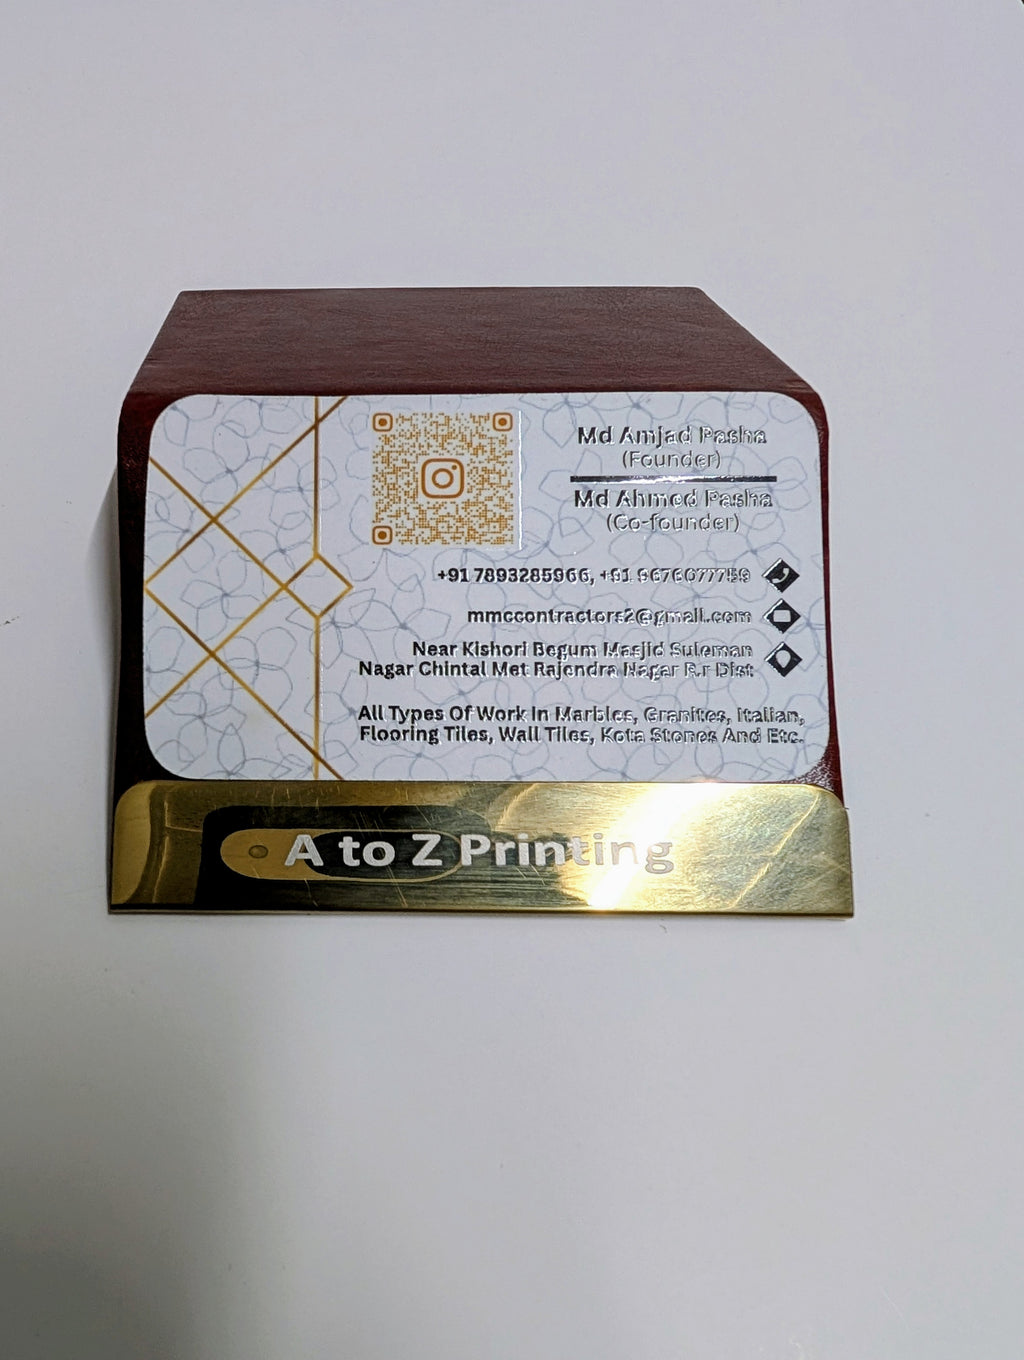 Md Amjad Pasha
(Founder)
Md Ahmed Pasha
(Co-founder)
+91 7893285966, +91 9676077759
mmccontractors2@gmail.com
Near Kishori Begum Masjid Suleman
Nagar Chintal Met Rajendra Nagar R.r Dist
All Types Of Work In Marbles, Granites, Italian,
Flooring Tiles, Wall Tiles, Kota Stones And Etc.
A to Z Printing